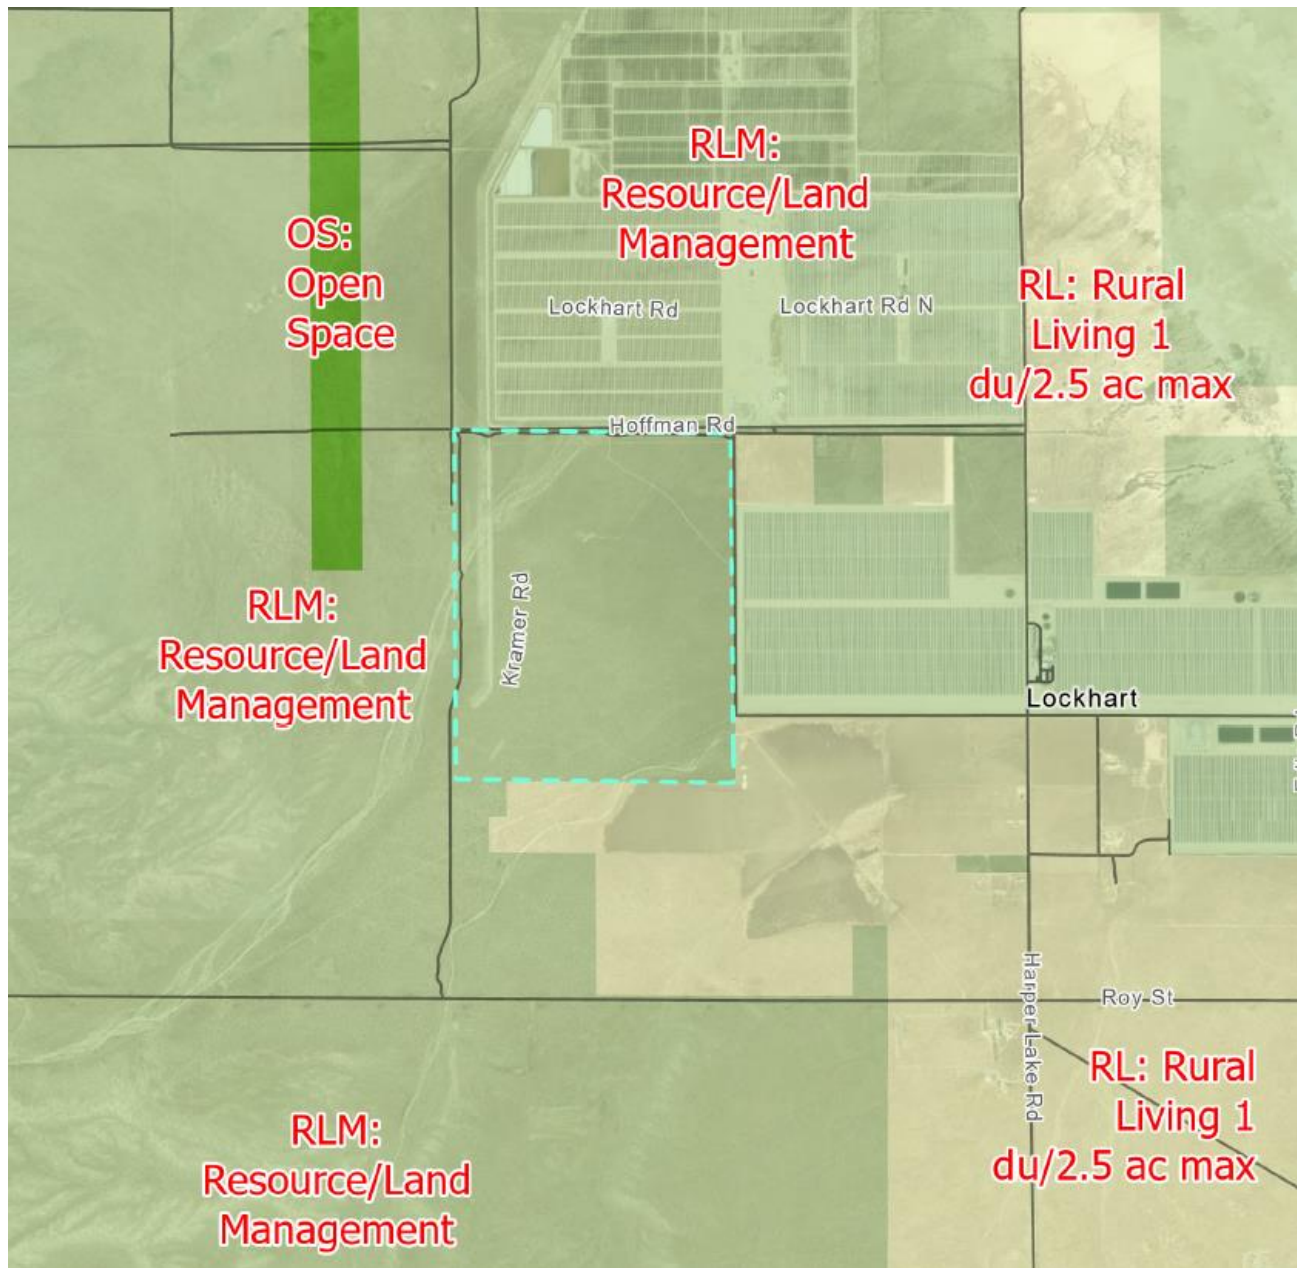 RLM:
Resource/Land
Management
OS:
Open
Space
RL: Rural
Living 1
du/2.5 ac max
Lockhart Rd
Lockhart Rd N
Hoffman Rd
Kramer Rd
RLM:
Resource/Land
Management
Lockhart
Harper Lake Rd
Roy St
RL: Rural
Living 1
du/2.5 ac max
RLM:
Resource/Land
Management